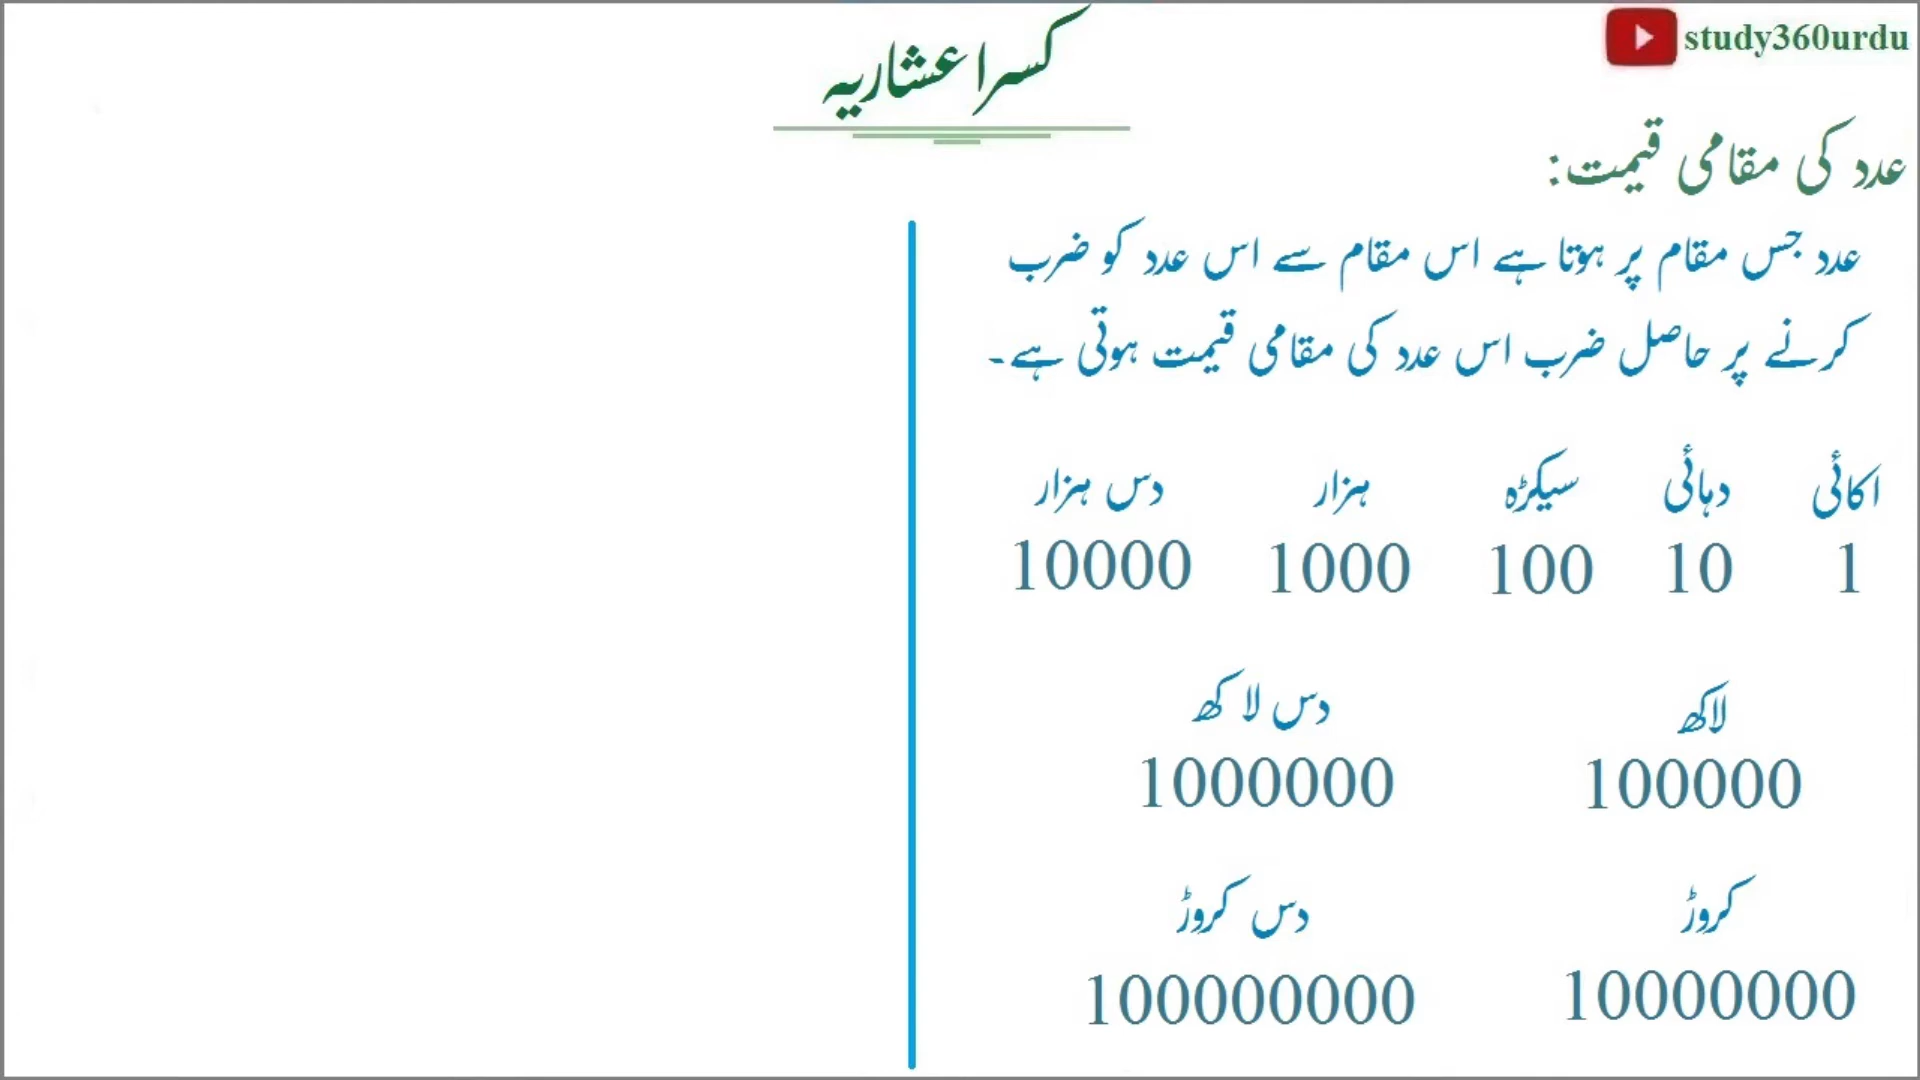 کسر اعشاریہ
study360urdu
عدد کی مقامی قیمت:
عدد جس مقام پر ہوتا ہے اس مقام سے اس عدد کو ضرب
کرنے پر حاصل ضرب اس عدد کی مقامی قیمت ہوتی ہے۔
اکائی دہائی سیکڑہ ہزار دس ہزار
1 10 100 1000 10000
لاکھ دس لاکھ
100000 1000000
کروڑ دس کروڑ
10000000 100000000